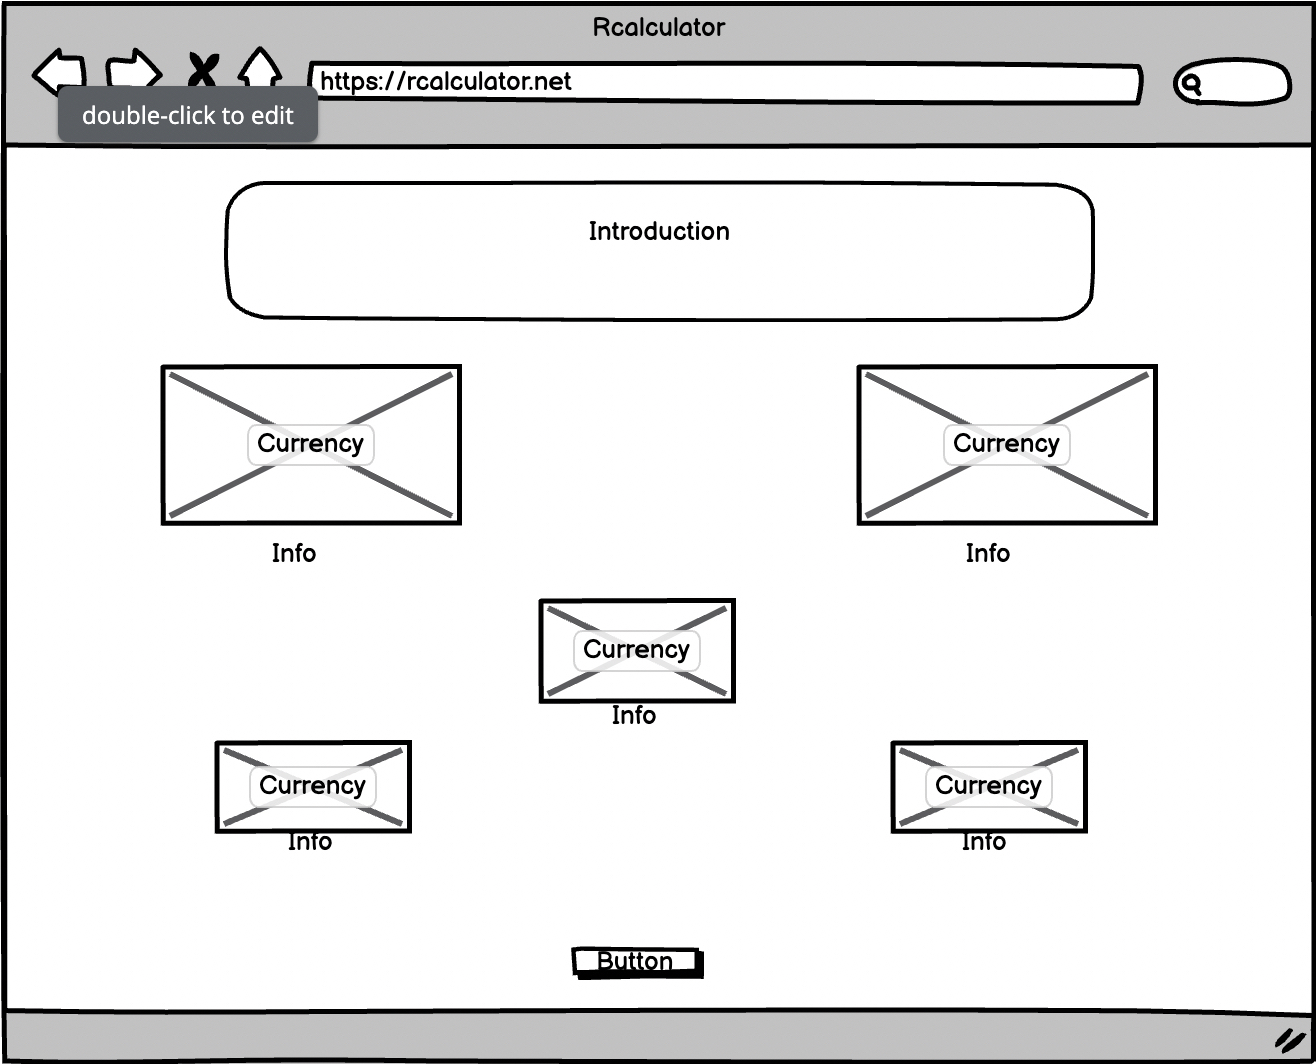 Rcalculator
https://rcalculator.net
double-click to edit
Introduction
Currency
Currency
Info
Info
Currency
Info
Currency
Currency
Info
Info
Button